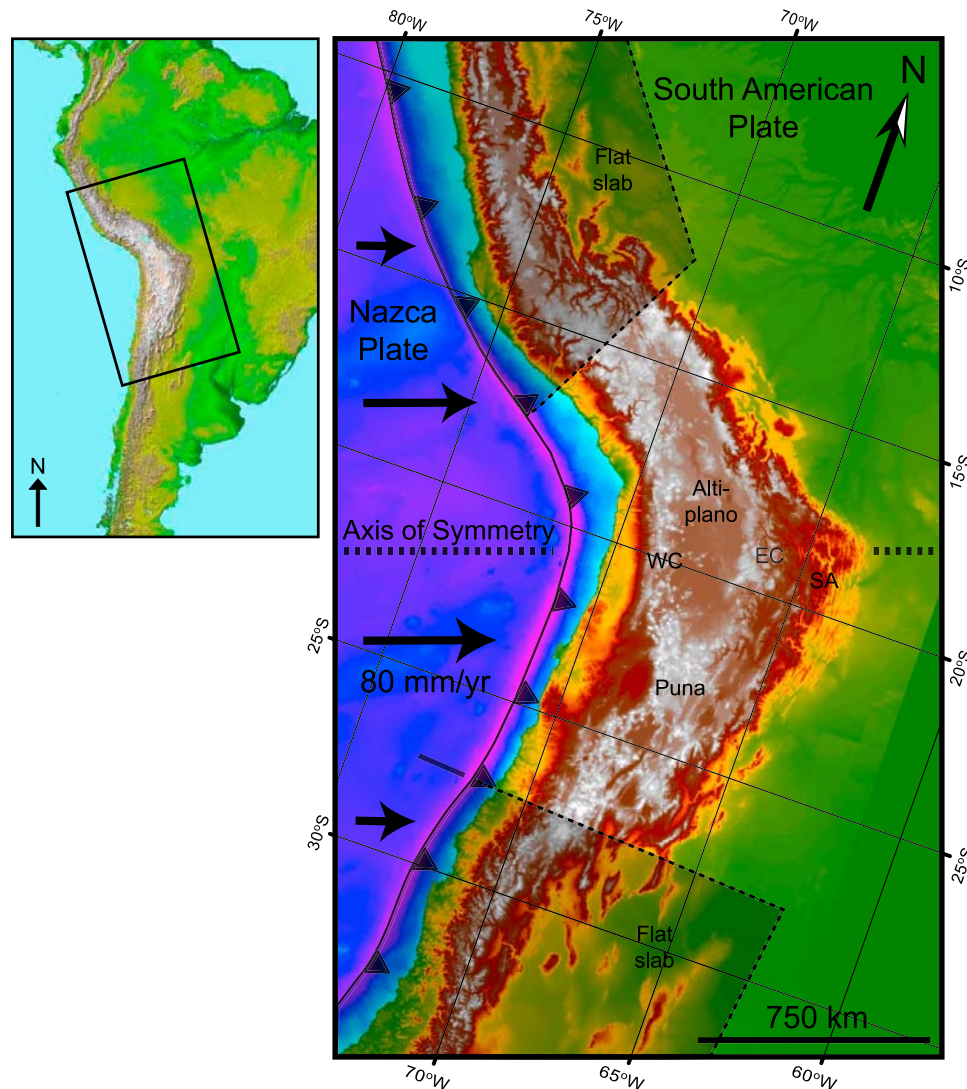 80°W
75°W
70°W
N
South American
Plate
Flat
slab
10°S
Nazca
Plate
15°S
N
Alti-
plano
Axis of Symmetry
WC
EC
SA
25°S
80 mm/yr
Puna
20°S
30°S
25°S
Flat
slab
750 km
70°W
65°W
60°W